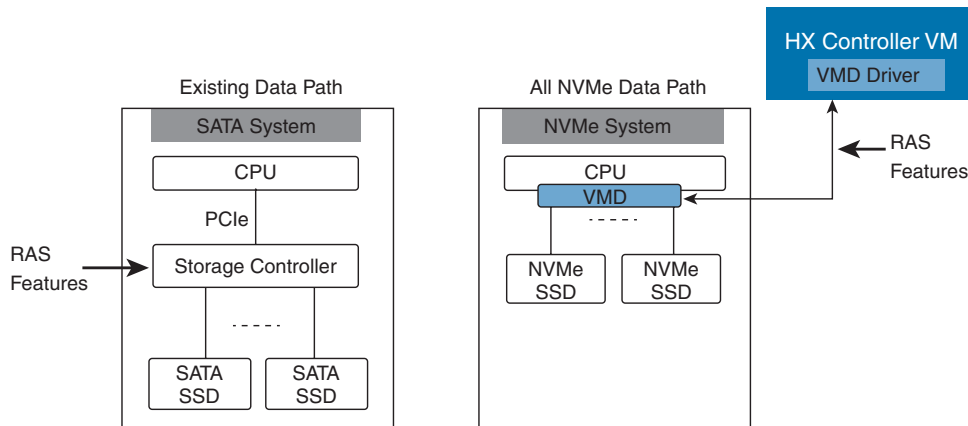 HX Controller VM
VMD Driver
Existing Data Path
All NVMe Data Path
SATA System
NVMe System
RAS
Features
CPU
CPU
VMD
PCIe
RAS
Features
Storage Controller
NVMe
SSD
NVMe
SSD
SATA
SSD
SATA
SSD